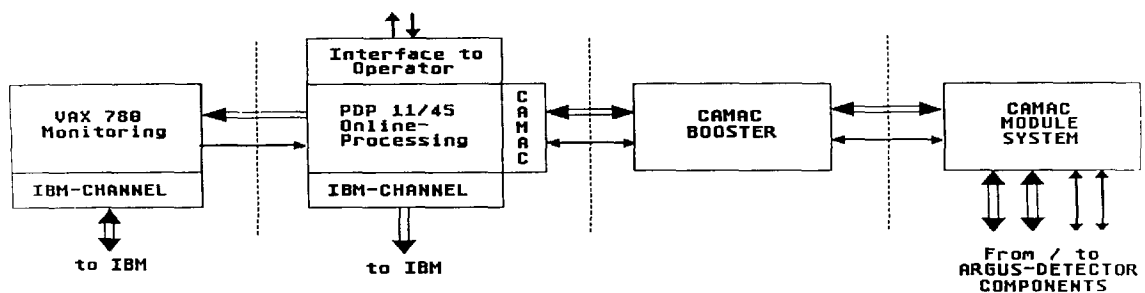 Interface to
Operator
VAX 780
Monitoring
IBM-CHANNEL
to IBM
PDP 11/45
Online-
Processing
CAMAC
IBM-CHANNEL
to IBM
CAMAC
BOOSTER
CAMAC
MODULE
SYSTEM
From / to
ARGUS-DETECTOR
COMPONENTS